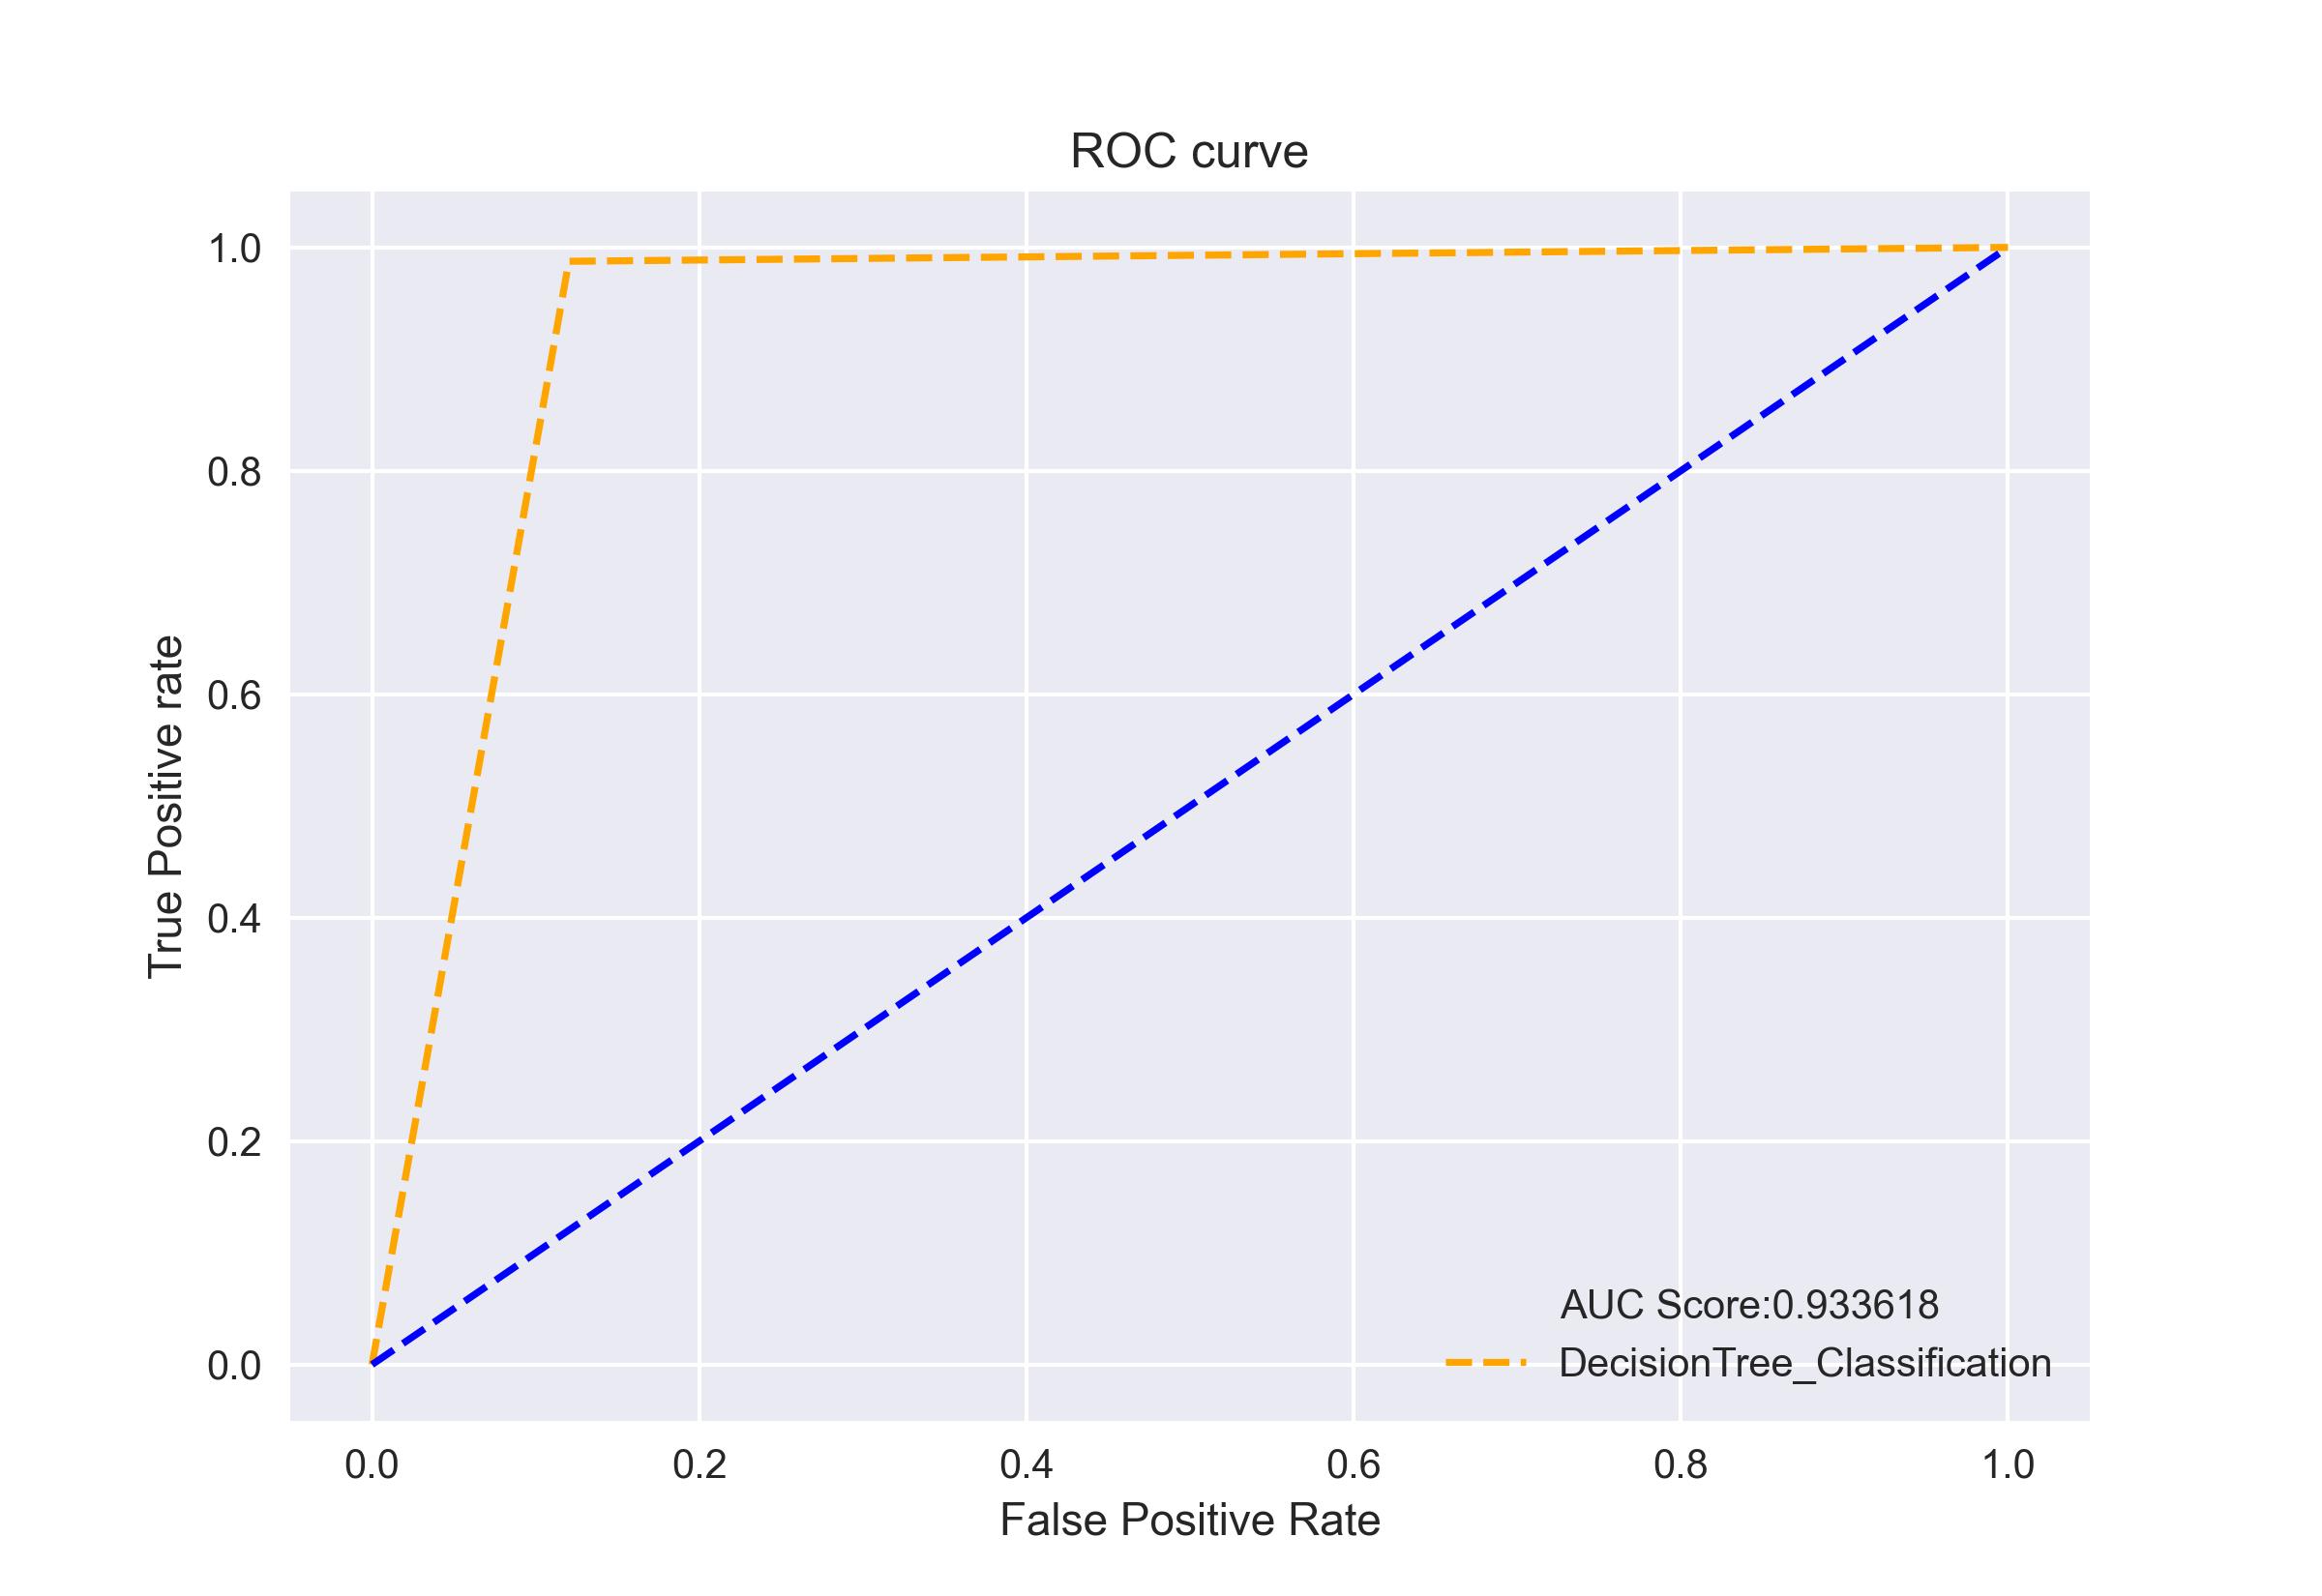 ROC curve
1.0
0.8
0.6
0.4
0.2
0.0
True Positive rate
AUC Score:0.933618
DecisionTree_Classification
0.0 0.2 0.4 0.6 0.8 1.0
False Positive Rate